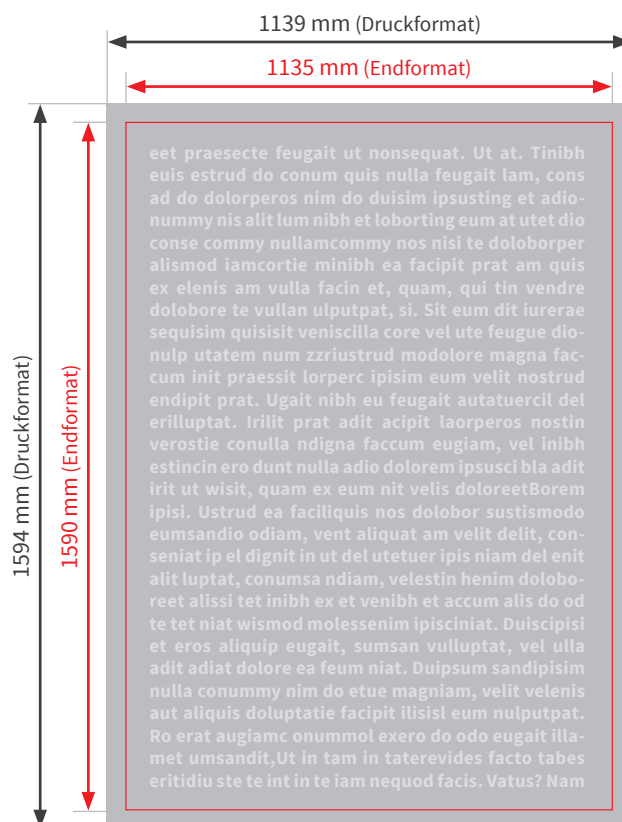 1139 mm (Druckformat)
1135 mm (Endformat)
1594 mm (Druckformat)
1590 mm (Endformat)
eet praesecte feugait ut nonsequat. Ut at. Tinibh
euis estrud do conum quis nulla feugait lam, cons
ad do dolorperos nim do duisim ipsusting et adio-
nummy nis alit lum nibh et loborting eum at utet dio
conse commy nullamcommy nos nisi te doloborper
alismod iamcortie minibh ea facipit prat am quis
ex elenis am vulla facin et, quam, qui tin vendre
dolobore te vullan ulputpat, si. Sit eum dit iurerae
sequisim quisisit veniscilla core vel ute feugue dio-
nulp utatem num zzriustrud modolore magna fac-
cum init praessit lorperc ipisim eum velit nostrud
endipit prat. Ugait nibh eu feugait autatuercil del
erilluptat. Irilit prat adit acipit laorperos nostin
verostie conulla ndigna faccum eugiam, vel inibh
estincin ero dunt nulla adio dolorem ipsusci bla adit
irit ut wisit, quam ex eum nit velis dolosetBorem
ipisi. Ustrud ea faciliquis nos dolobor sustismodo
eumsandio odiam, vent aliquat am velit delit, con-
seniat ip el dignit in ut del utetuer ipis niam del enit
alit luptat, conumsa ndiam, velestin henim dolobo-
reet alissi tet inibh ex et venibh et accum alis do od
te tet niat wismod molessenim ipisciniat. Duiscipisi
et eros aliquip eugait, sumsan vulluptat, vel ulla
adit adiat dolore ea feum niat. Duipsum sandipisim
nulla conummy nim do etue magniam, velit velenis
aut aliquis doluptatie facipit ilisisl eum nulputpat.
Ro erat augiamc onummol exero do odo eugait illa-
met umsandit,Ut in tam in taterevides facto tabes
eritidiu ste te int in te iam nequod facis. Vatus? Nam